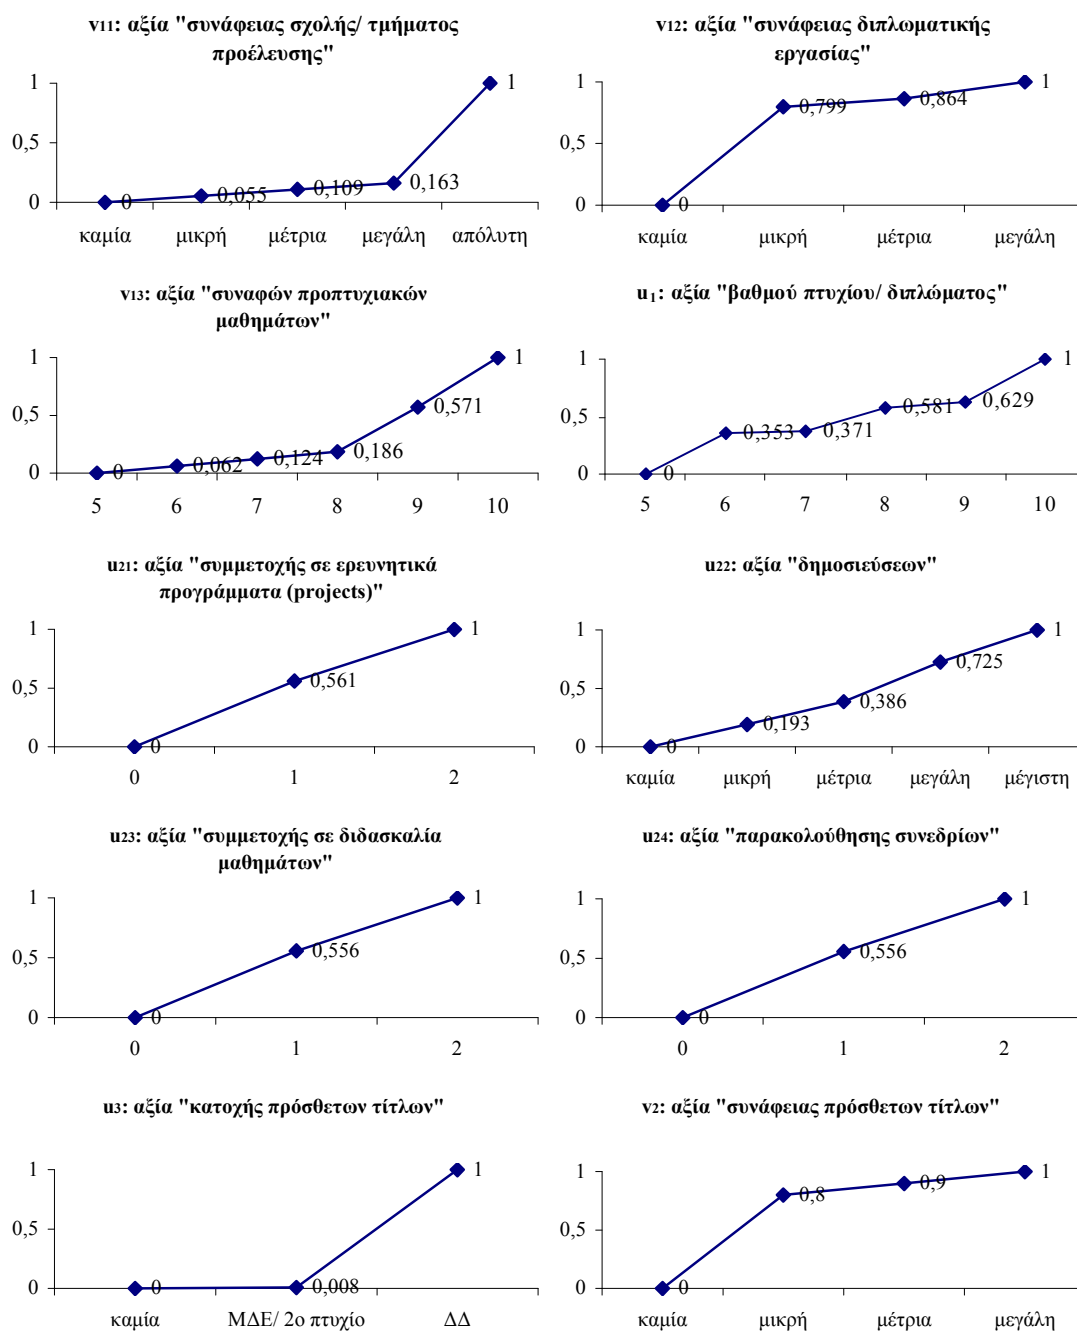 v11: αξία "συνάφειας σχολής/ τμήματος
προέλευσης"
1
0,5
0
0
0,055
0,109
0,163
1
καμία μικρή μέτρια μεγάλη απόλυτη
v12: αξία "συνάφειας διπλωματικής
εργασίας"
1
0,5
0
0
0,799
0,864
1
καμία μικρή μέτρια μεγάλη
v13: αξία "συναφών προπτυχιακών
μαθημάτων"
1
0,5
0
0
0,062
0,124
0,186
0,571
1
5 6 7 8 9 10
u1: αξία "βαθμού πτυχίου/ διπλώματος"
1
0,5
0
0
0,353
0,371
0,581
0,629
1
5 6 7 8 9 10
u21: αξία "συμμετοχής σε ερευνητικά
προγράμματα (projects)"
1
0,5
0
0
0,561
1
0 1 2
u22: αξία "δημοσιεύσεων"
1
0,5
0
0
0,193
0,386
0,725
1
καμία μικρή μέτρια μεγάλη μέγιστη
u23: αξία "συμμετοχής σε διδασκαλία
μαθημάτων"
1
0,5
0
0
0,556
1
0 1 2
u24: αξία "παρακολούθησης συνεδρίων"
1
0,5
0
0
0,556
1
0 1 2
u3: αξία "κατοχής πρόσθετων τίτλων"
1
0,5
0
0
0,008
1
καμία ΜΔΕ/ 2ο πτυχίο ΔΔ
v2: αξία "συνάφειας πρόσθετων τίτλων"
1
0,5
0
0
0,8
0,9
1
καμία μικρή μέτρια μεγάλη